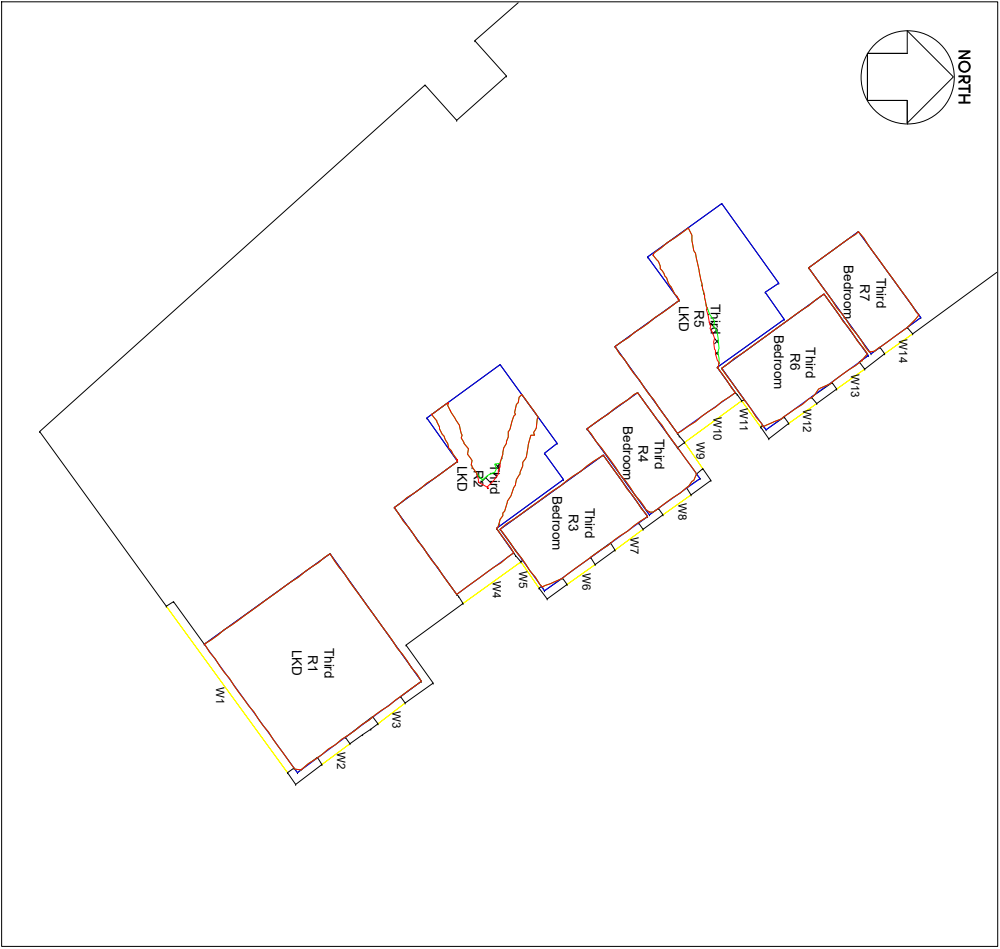 NORTH
Third
R7
Bedroom
W14
Third
R6
Bedroom
W13
W12
Third
R5
LKD
W11
W10
W9
Third
R4
Bedroom
W8
Third
R3
Bedroom
W7
W6
Third
R2
LKD
W5
W4
Third
R1
LKD
W3
W2
W1